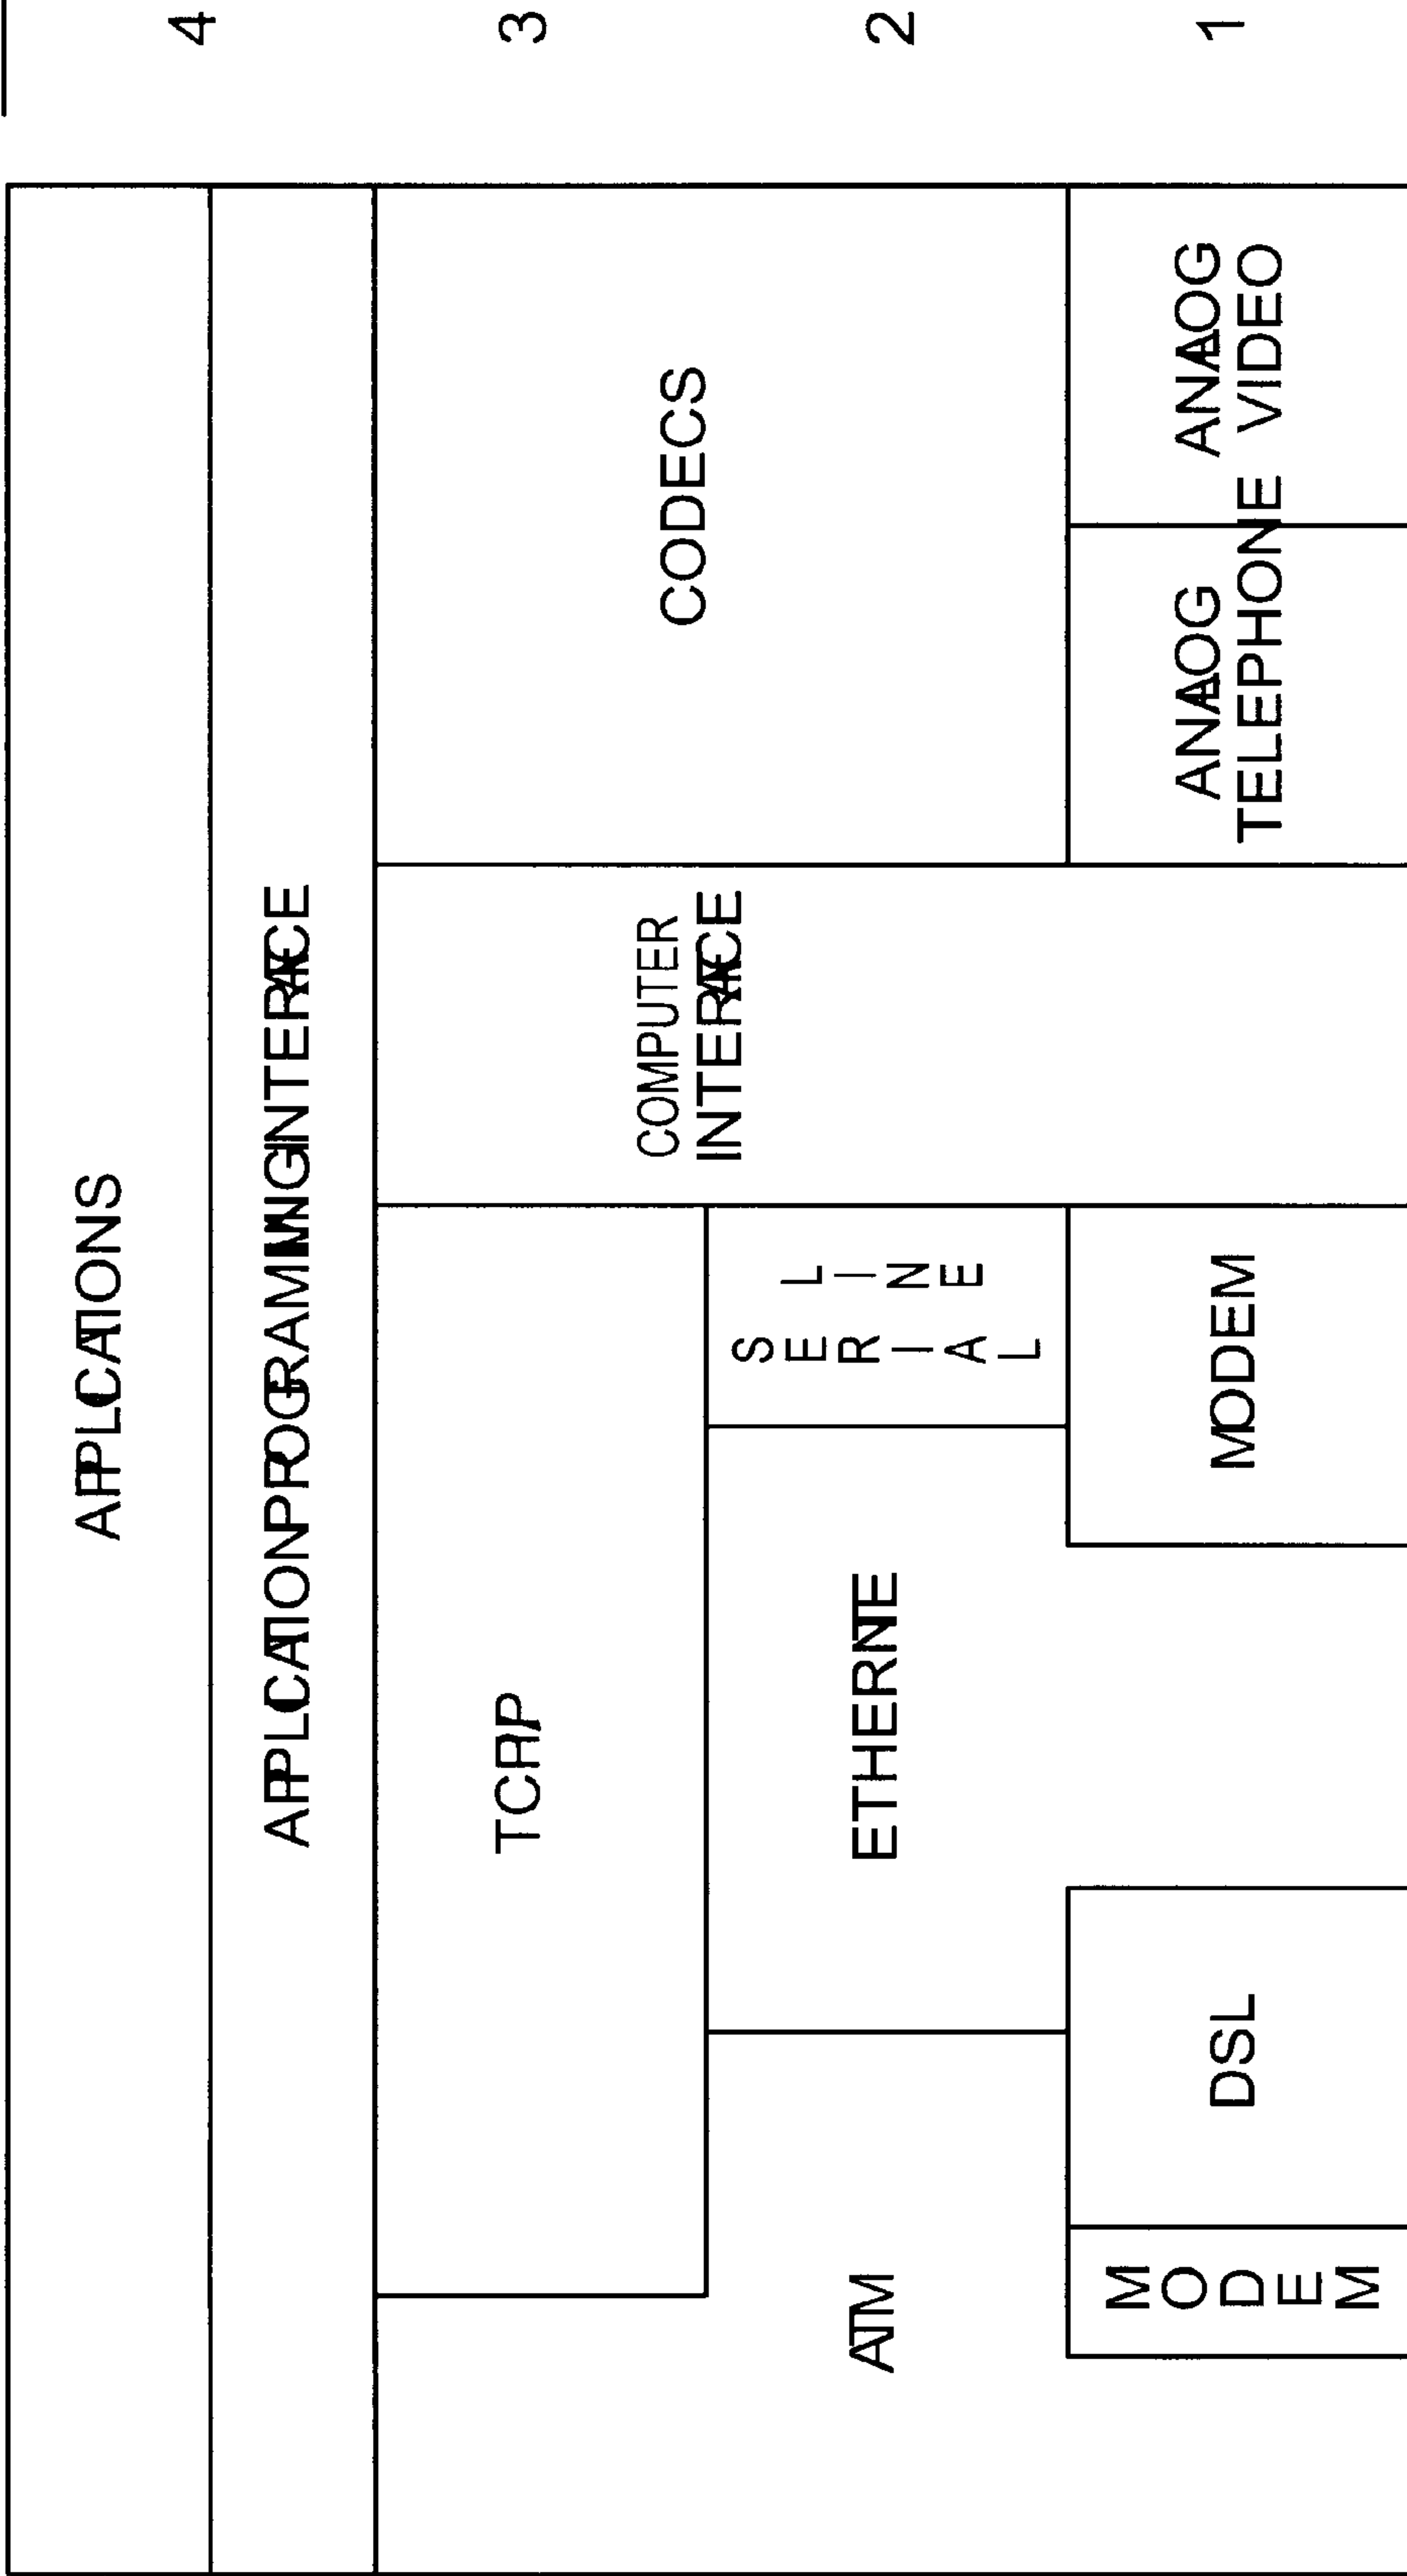 APPLICATIONS
4
APPLICATION PROGRAMMING INTERFACE
TCP/IP
3
COMPUTER
INTERFACE
CODECS
ATM
ETHERNET
SERIAL
LINE
2
MODEM
DSL
MODEM
ANALOG
TELEPHONE
ANALOG
VIDEO
1